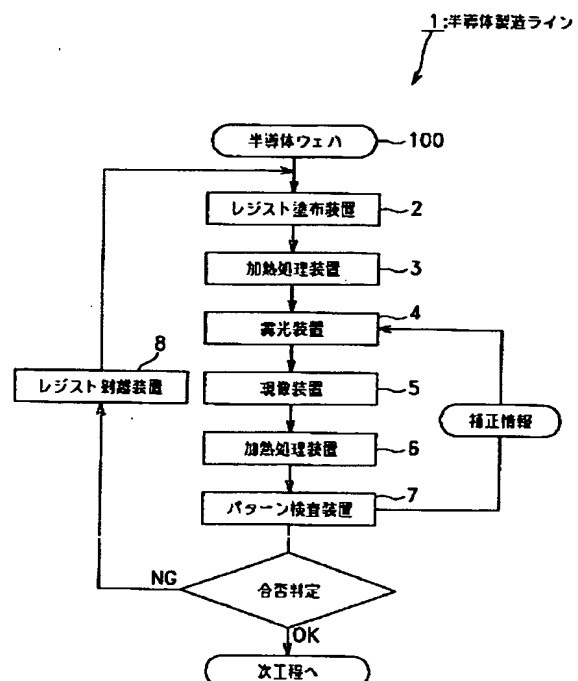 1:半導体製造ライン
半導体ウェハ
100
レジスト塗布装置
2
加熱処理装置
3
露光装置
4
8
レジスト剥離装置
現像装置
5
補正情報
加熱処理装置
6
パターン検査装置
7
NG
合否判定
OK
次工程へ